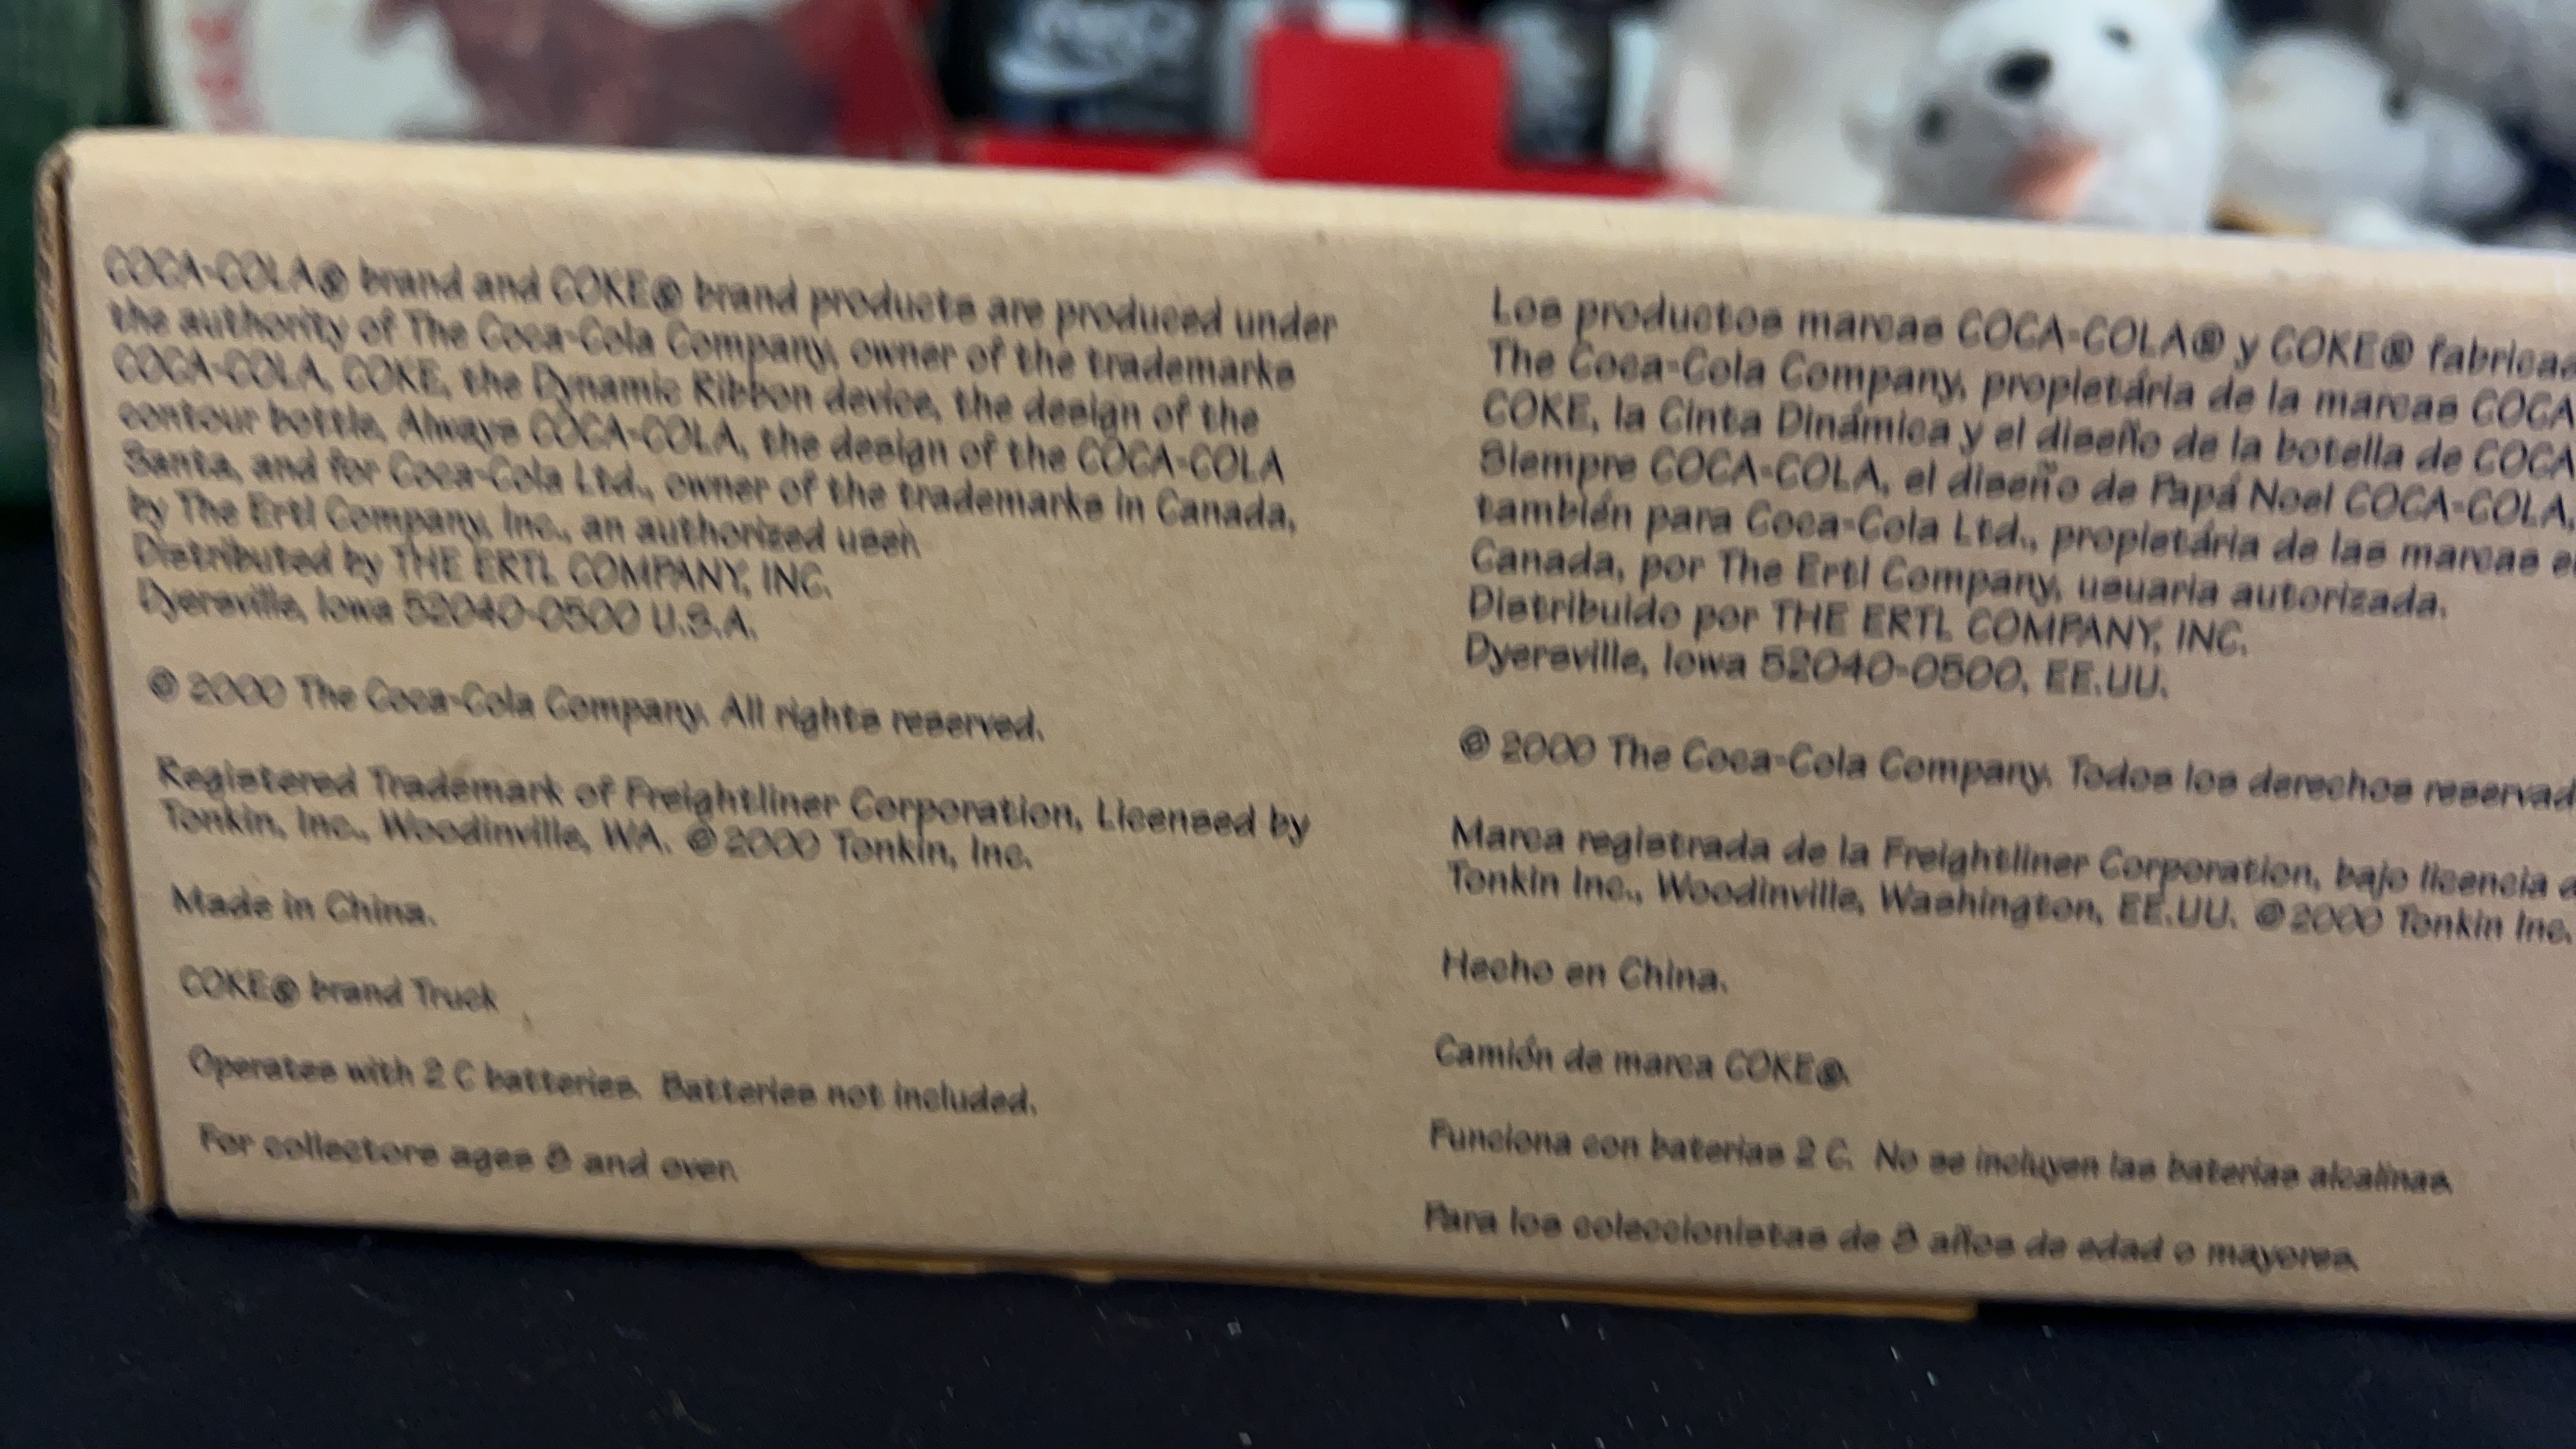 COCA-COLA® brand and COKE® brand products are produced under
the authority of The Coca-Cola Company, owner of the trademarks
COCA-COLA, COKE, the Dynamic Ribbon device, the design of the
contour bottle, Always COCA-COLA, the design of the COCA-COLA
Santa, and for Coca-Cola Ltd., owner of the trademarks in Canada,
by The Ertl Company, Inc., an authorized user.
Distributed by THE ERTL COMPANY, INC.
Dyersville, Iowa 52040-0500 U.S.A.
© 2000 The Coca-Cola Company. All rights reserved.
Registered Trademark of Freightliner Corporation, Licensed by
Tonkin, Inc., Woodinville, WA. © 2000 Tonkin, Inc.
Made in China.
COKE® brand Truck
Operates with 2 C batteries. Batteries not included.
For collectors ages 8 and over.
Los productos marcas COCA-COLA® y COKE® fabricad
The Coca-Cola Company, propietária de la marcas COCA
COKE, la Cinta Dinámica y el diseño de la botella de COCA
Siempre COCA-COLA, el diseño de Papá Noel COCA-COLA,
también para Coca-Cola Ltd., propietária de las marcas e
Canada, por The Ertl Company, usuaria autorizada.
Distribuido por THE ERTL COMPANY, INC.
Dyersville, Iowa 52040-0500, EE.UU.
© 2000 The Coca-Cola Company. Todos los derechos reservad
Marca registrada de la Freightliner Corporation, bajo licencia d
Tonkin Inc., Woodinville, Washington, EE.UU. © 2000 Tonkin Inc.
Hecho en China.
Camión de marca COKE®.
Funciona con baterias 2 C. No se incluyen las baterias alcalinas.
Para los coleccionistas de 8 años de edad o mayores.